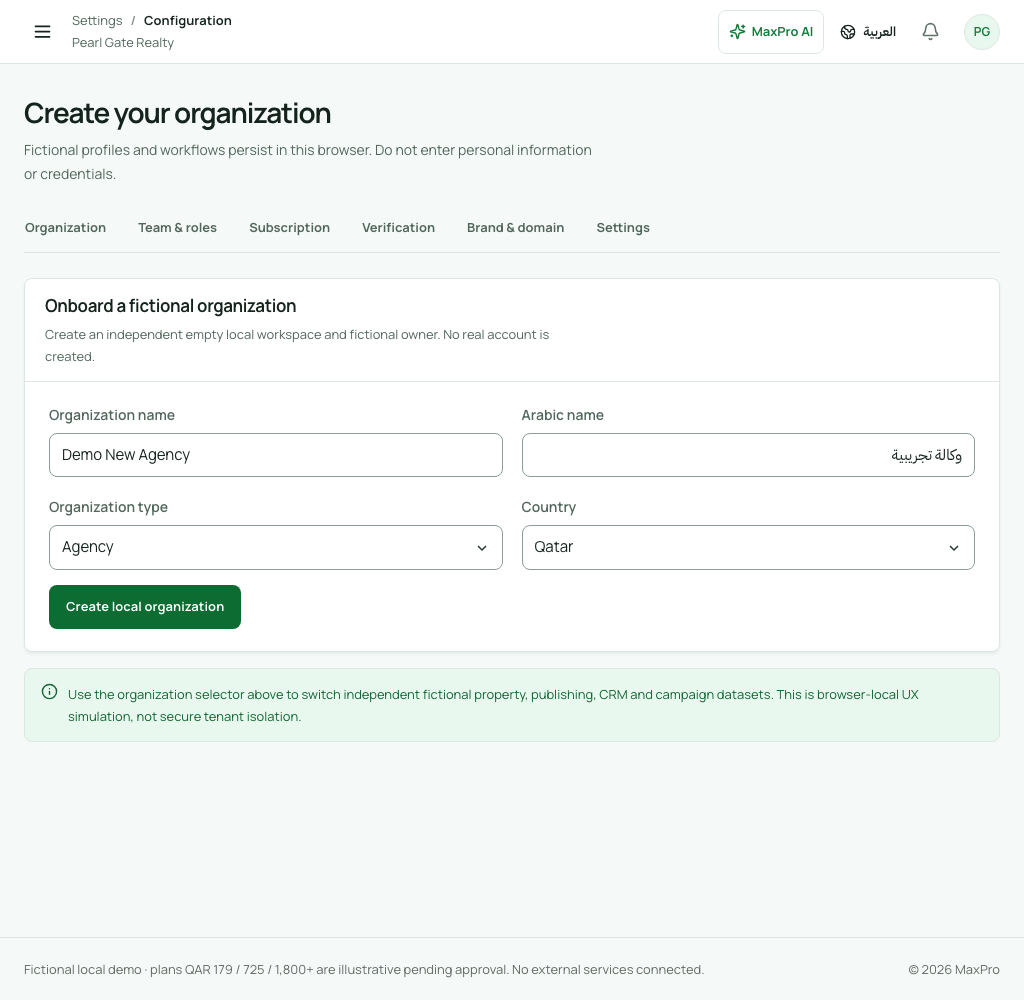 Settings / Configuration
Pearl Gate Realty
MaxPro AI
العربية
PG
Create your organization
Fictional profiles and workflows persist in this browser. Do not enter personal information
or credentials.
Organization
Team & roles
Subscription
Verification
Brand & domain
Settings
Onboard a fictional organization
Create an independent empty local workspace and fictional owner. No real account is
created.
Organization name
Arabic name
Demo New Agency
وكالة تجريبية
Organization type
Country
Agency
Qatar
Create local organization
Use the organization selector above to switch independent fictional property, publishing, CRM and campaign datasets. This is browser-local UX
simulation, not secure tenant isolation.
Fictional local demo · plans QAR 179 / 725 / 1,800+ are illustrative pending approval. No external services connected.
© 2026 MaxPro